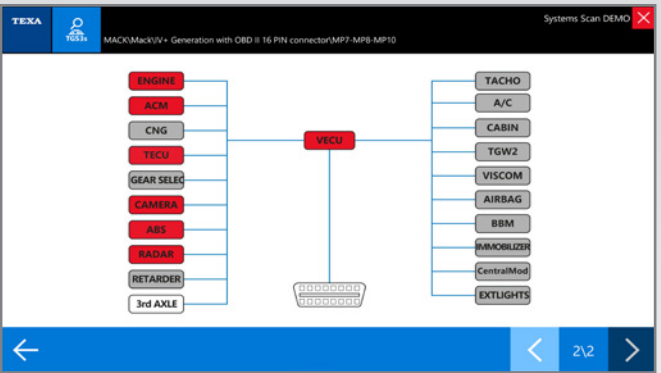 TEXA
TGS3s
Systems Scan DEMO
MACK\Mack\IV+ Generation with OBD II 16 PIN connector\MP7-MP8-MP10
ENGINE
ACM
CNG
TECU
GEAR SELEC
CAMERA
ABS
RADAR
RETARDER
3rd AXLE
VECU
TACHO
A/C
CABIN
TGW2
VISCOM
AIRBAG
BBM
IMMOBILIZER
CentralMod
EXTLIGHTS
2\2